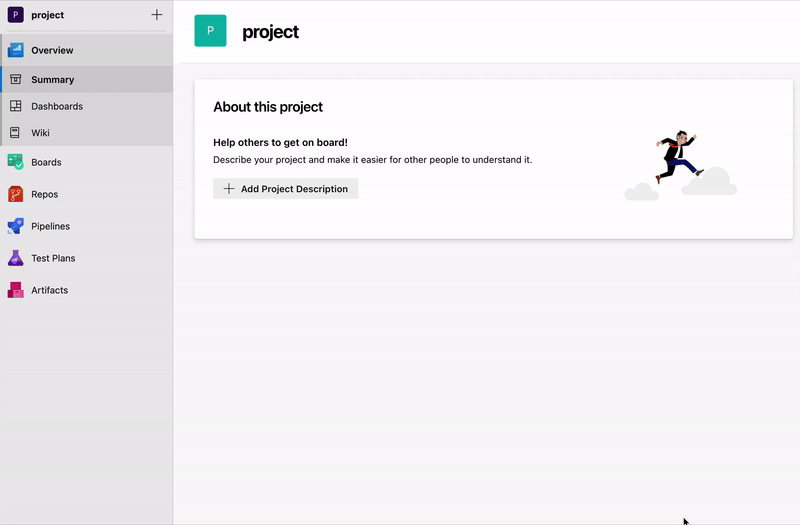 P project
Overview
Summary
Dashboards
Wiki
Boards
Repos
Pipelines
Test Plans
Artifacts
P project
About this project
Help others to get on board!
Describe your project and make it easier for other people to understand it.
Add Project Description